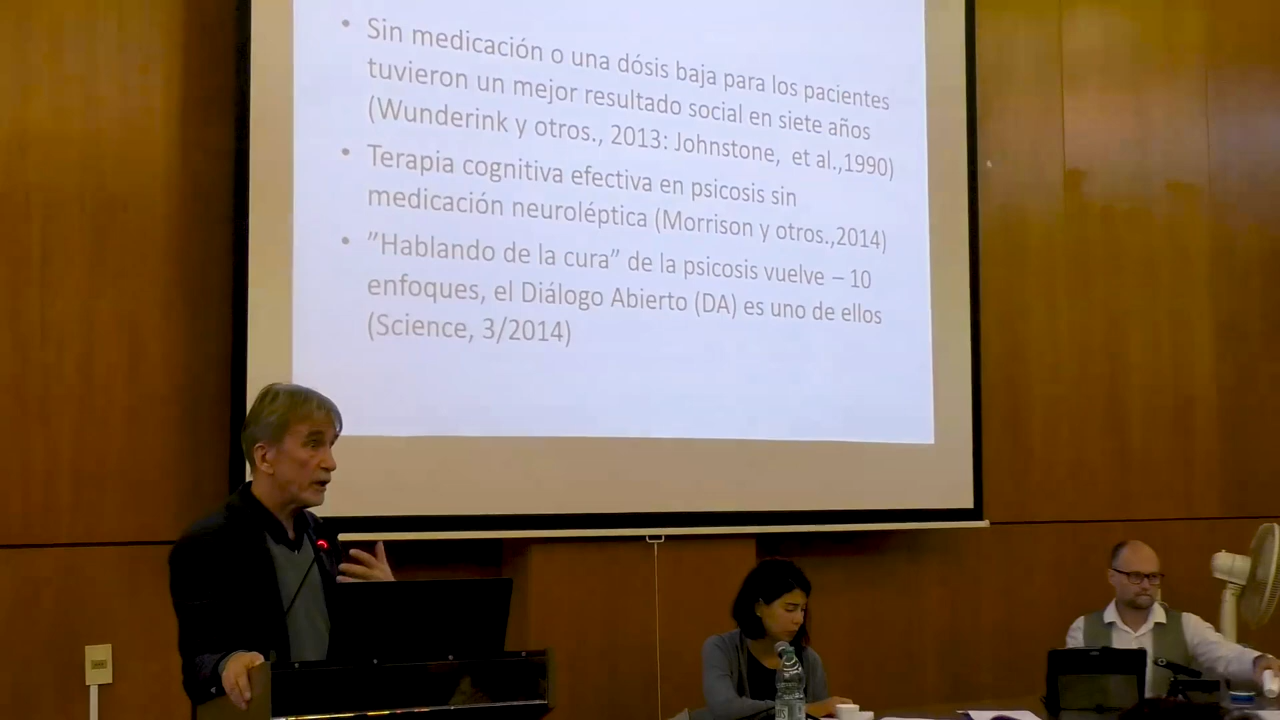 • Sin medicación o una dósis baja para los pacientes
tuvieron un mejor resultado social en siete años
(Wunderink y otros., 2013: Johnstone, et al.,1990)
• Terapia cognitiva efectiva en psicosis sin
medicación neuroléptica (Morrison y otros.,2014)
• ”Hablando de la cura” de la psicosis vuelve – 10
enfoques, el Diálogo Abierto (DA) es uno de ellos
(Science, 3/2014)